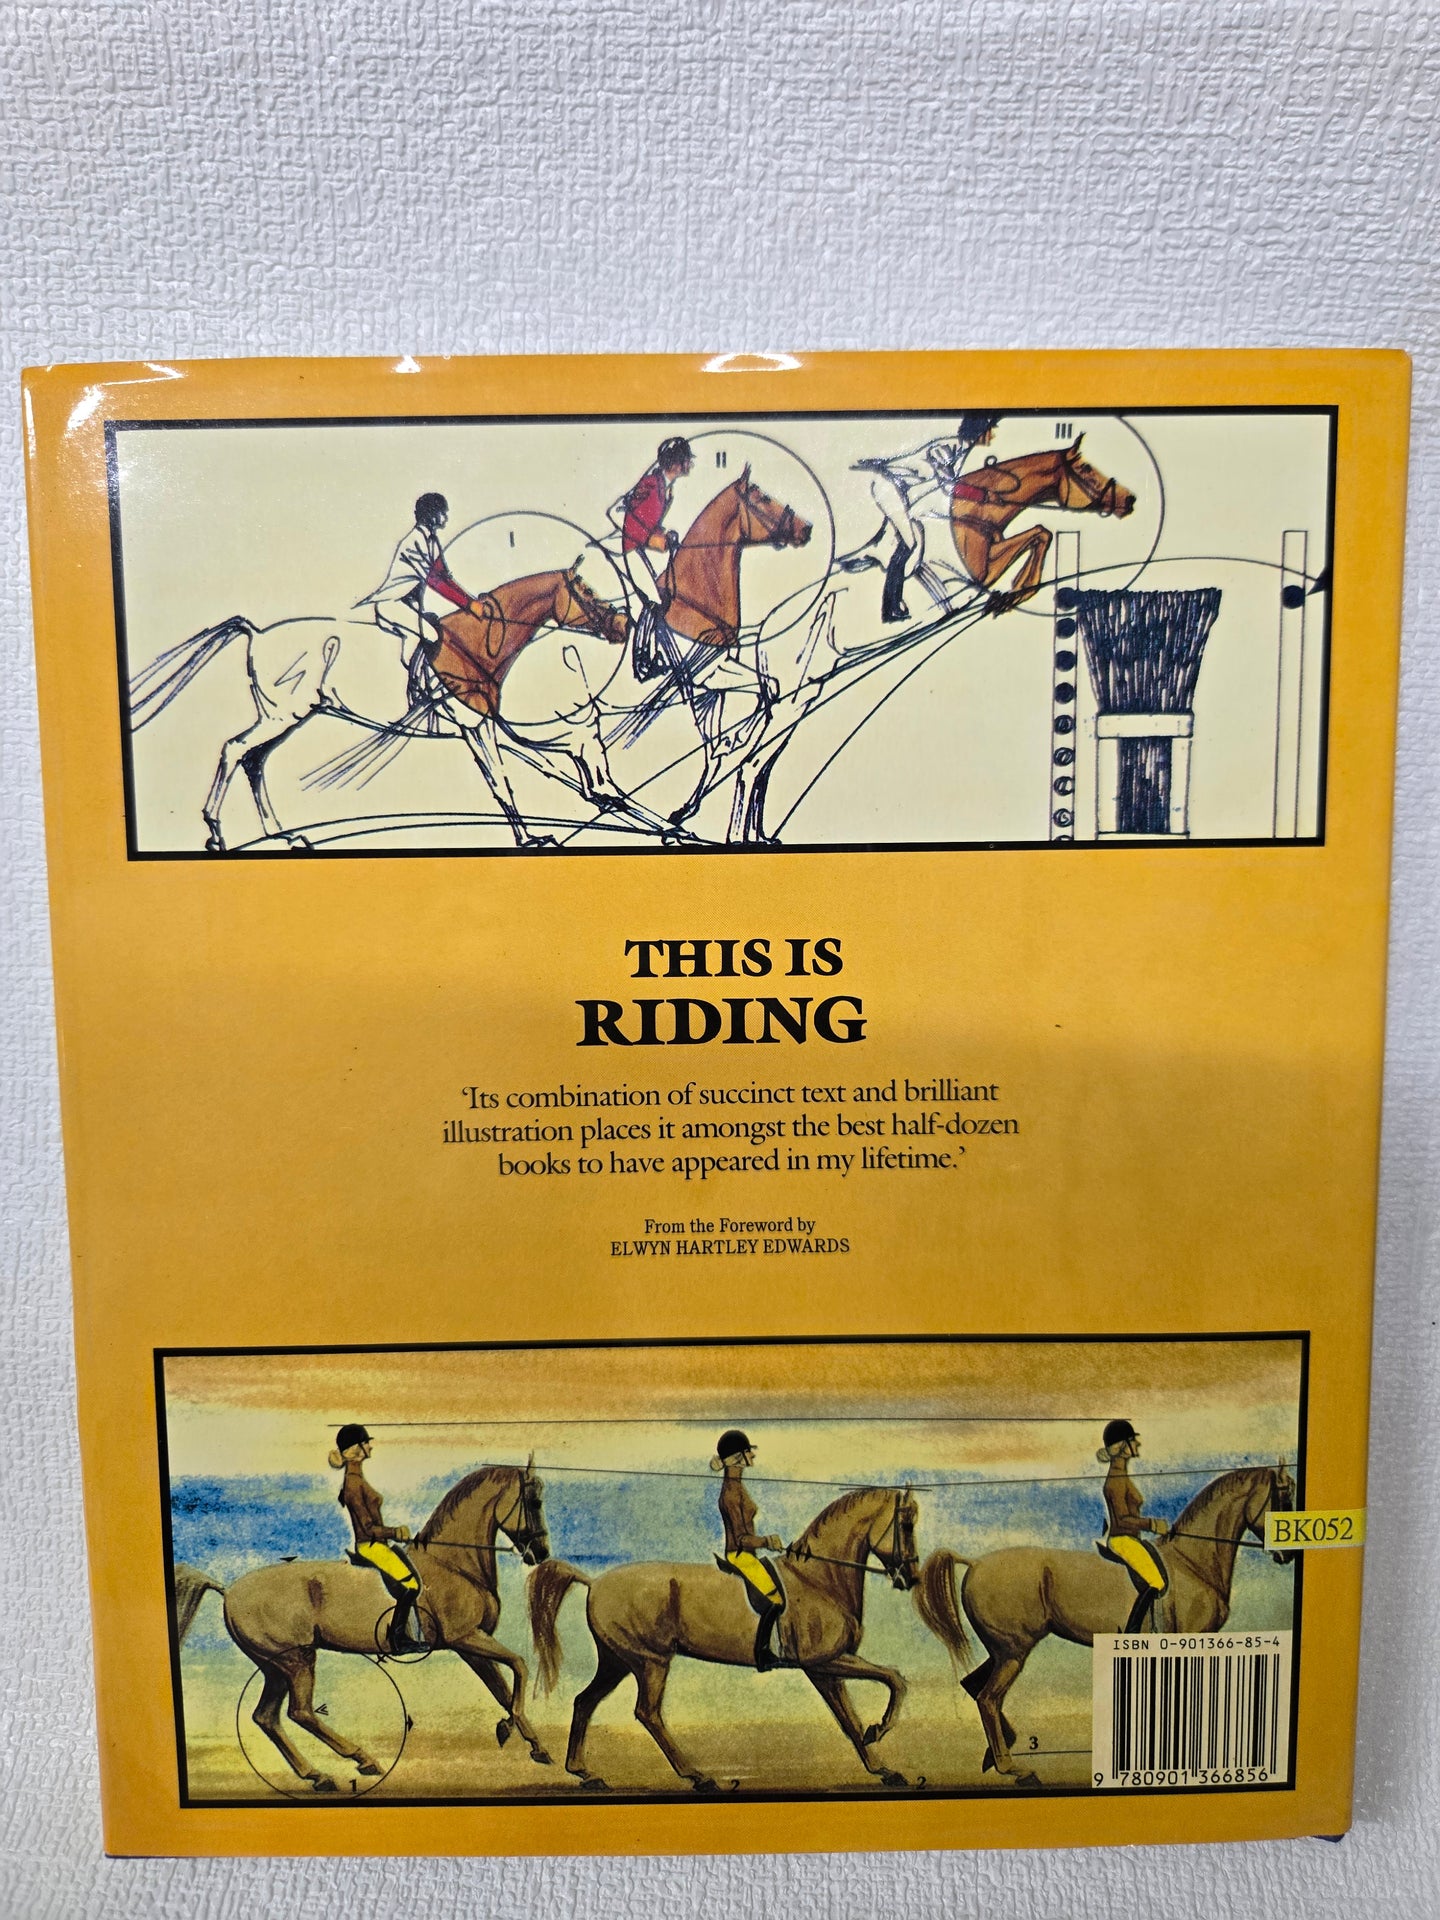 I
II
III
THIS IS
RIDING
‘Its combination of succinct text and brilliant
illustration places it amongst the best half-dozen
books to have appeared in my lifetime.’
From the Foreword by
ELWYN HARTLEY EDWARDS
BK052
ISBN 0-901366-85-4
1
2
2
3
9 780901 366856